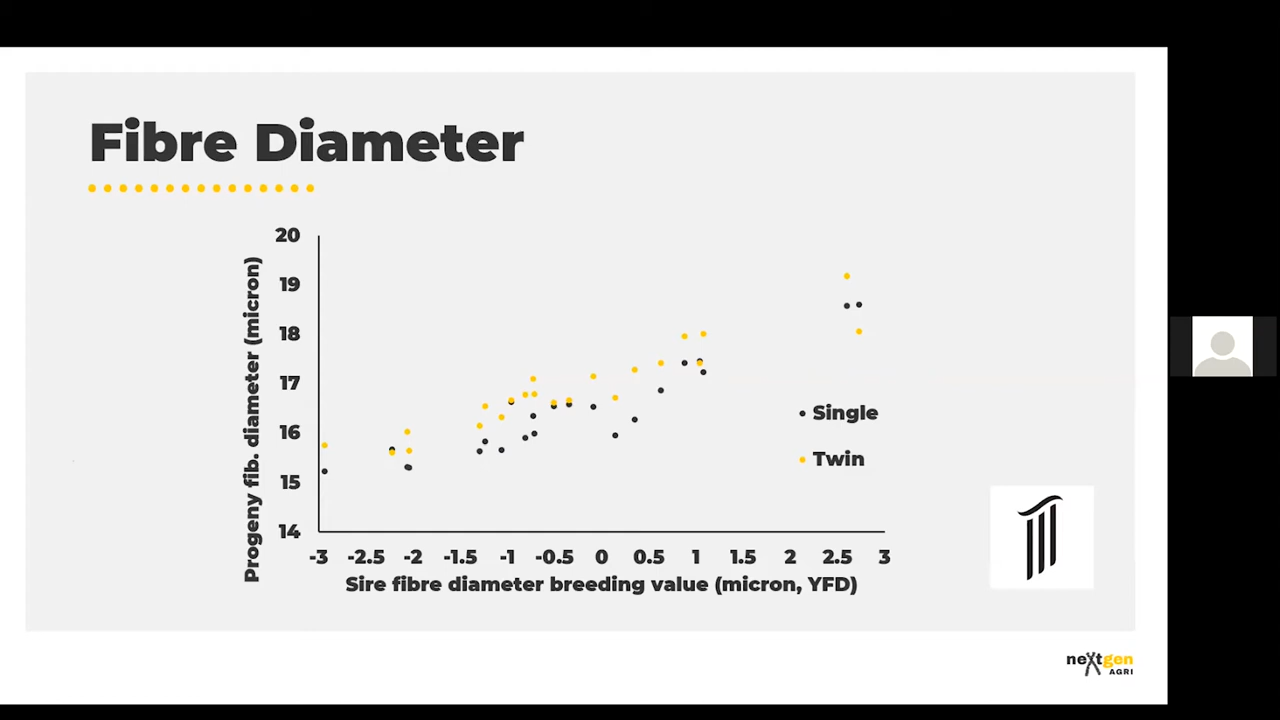 Fibre Diameter
20
19
18
17
16
15
14
Progeny fib. diameter (micron)
Single
Twin
-3 -2.5 -2 -1.5 -1 -0.5 0 0.5 1 1.5 2 2.5 3
Sire fibre diameter breeding value (micron, YFD)
nextgen
AGRI